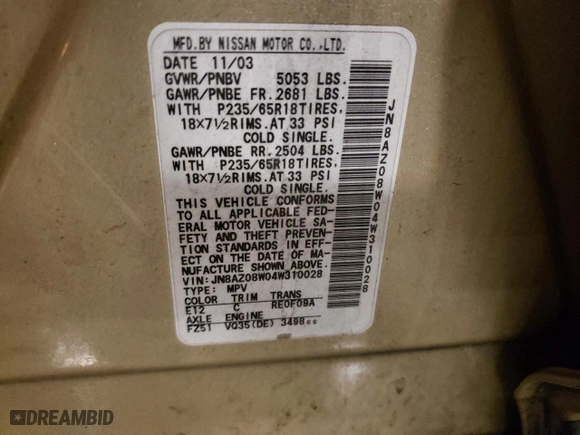 MFD.BY NISSAN MOTOR CO.,LTD.
DATE 11/03
GVWR/PNBV 5053 LBS.
GAWR/PNBE FR.2681 LBS.
WITH P235/65R18TIRES.
18×7½RIMS.AT 33 PSI
COLD SINGLE.
GAWR/PNBE RR.2504 LBS.
WITH P235/65R18TIRES.
18×7½RIMS.AT 33 PSI
COLD SINGLE.
THIS VEHICLE CONFORMS
TO ALL APPLICABLE FED-
ERAL MOTOR VEHICLE SA-
FETY AND THEFT PREVEN-
TION STANDARDS IN EFF-
ECT ON THE DATE OF MA-
NUFACTURE SHOWN ABOVE.
VIN:JN8AZ08W04W310028
TYPE: MPV
COLOR TRIM TRANS
E12 C RE0F09A
AXLE ENGINE
FZ51 VQ35(DE) 3498cc
JN8AZ08W04W310028
DREAMBID